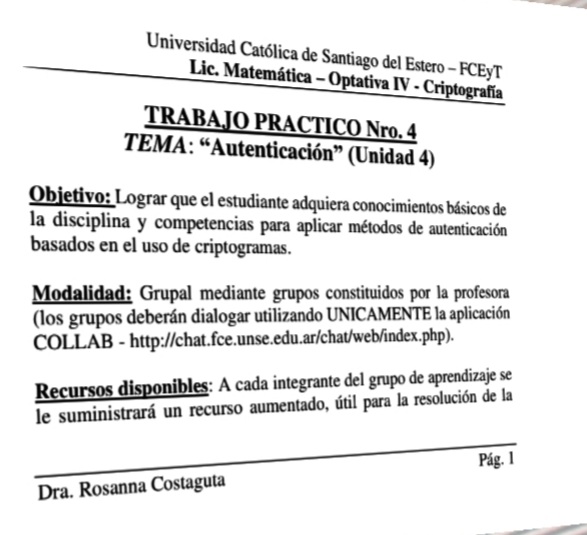 Universidad Católica de Santiago del Estero – FCEyT
Lic. Matemática – Optativa IV - Criptografía
TRABAJO PRACTICO Nro. 4
TEMA: “Autenticación” (Unidad 4)
Objetivo: Lograr que el estudiante adquiera conocimientos básicos de
la disciplina y competencias para aplicar métodos de autenticación
basados en el uso de criptogramas.
Modalidad: Grupal mediante grupos constituidos por la profesora
(los grupos deberán dialogar utilizando UNICAMENTE la aplicación
COLLAB - http://chat.fce.unse.edu.ar/chat/web/index.php).
Recursos disponibles: A cada integrante del grupo de aprendizaje se
le suministrará un recurso aumentado, útil para la resolución de la
Dra. Rosanna Costaguta
Pág. 1